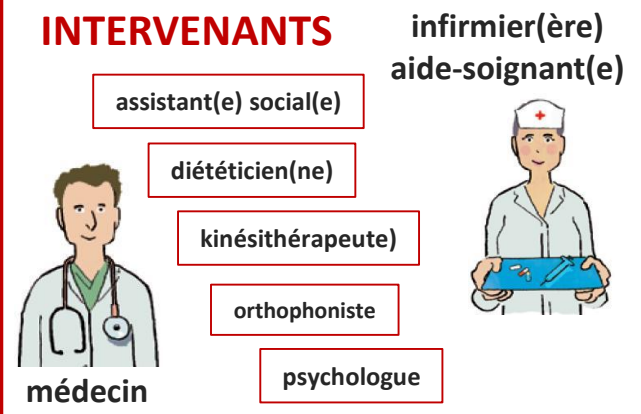 INTERVENANTS
infirmier(ère)
aide-soignant(e)
assistant(e) social(e)
diététicien(ne)
kinésithérapeute)
orthophoniste
psychologue
médecin